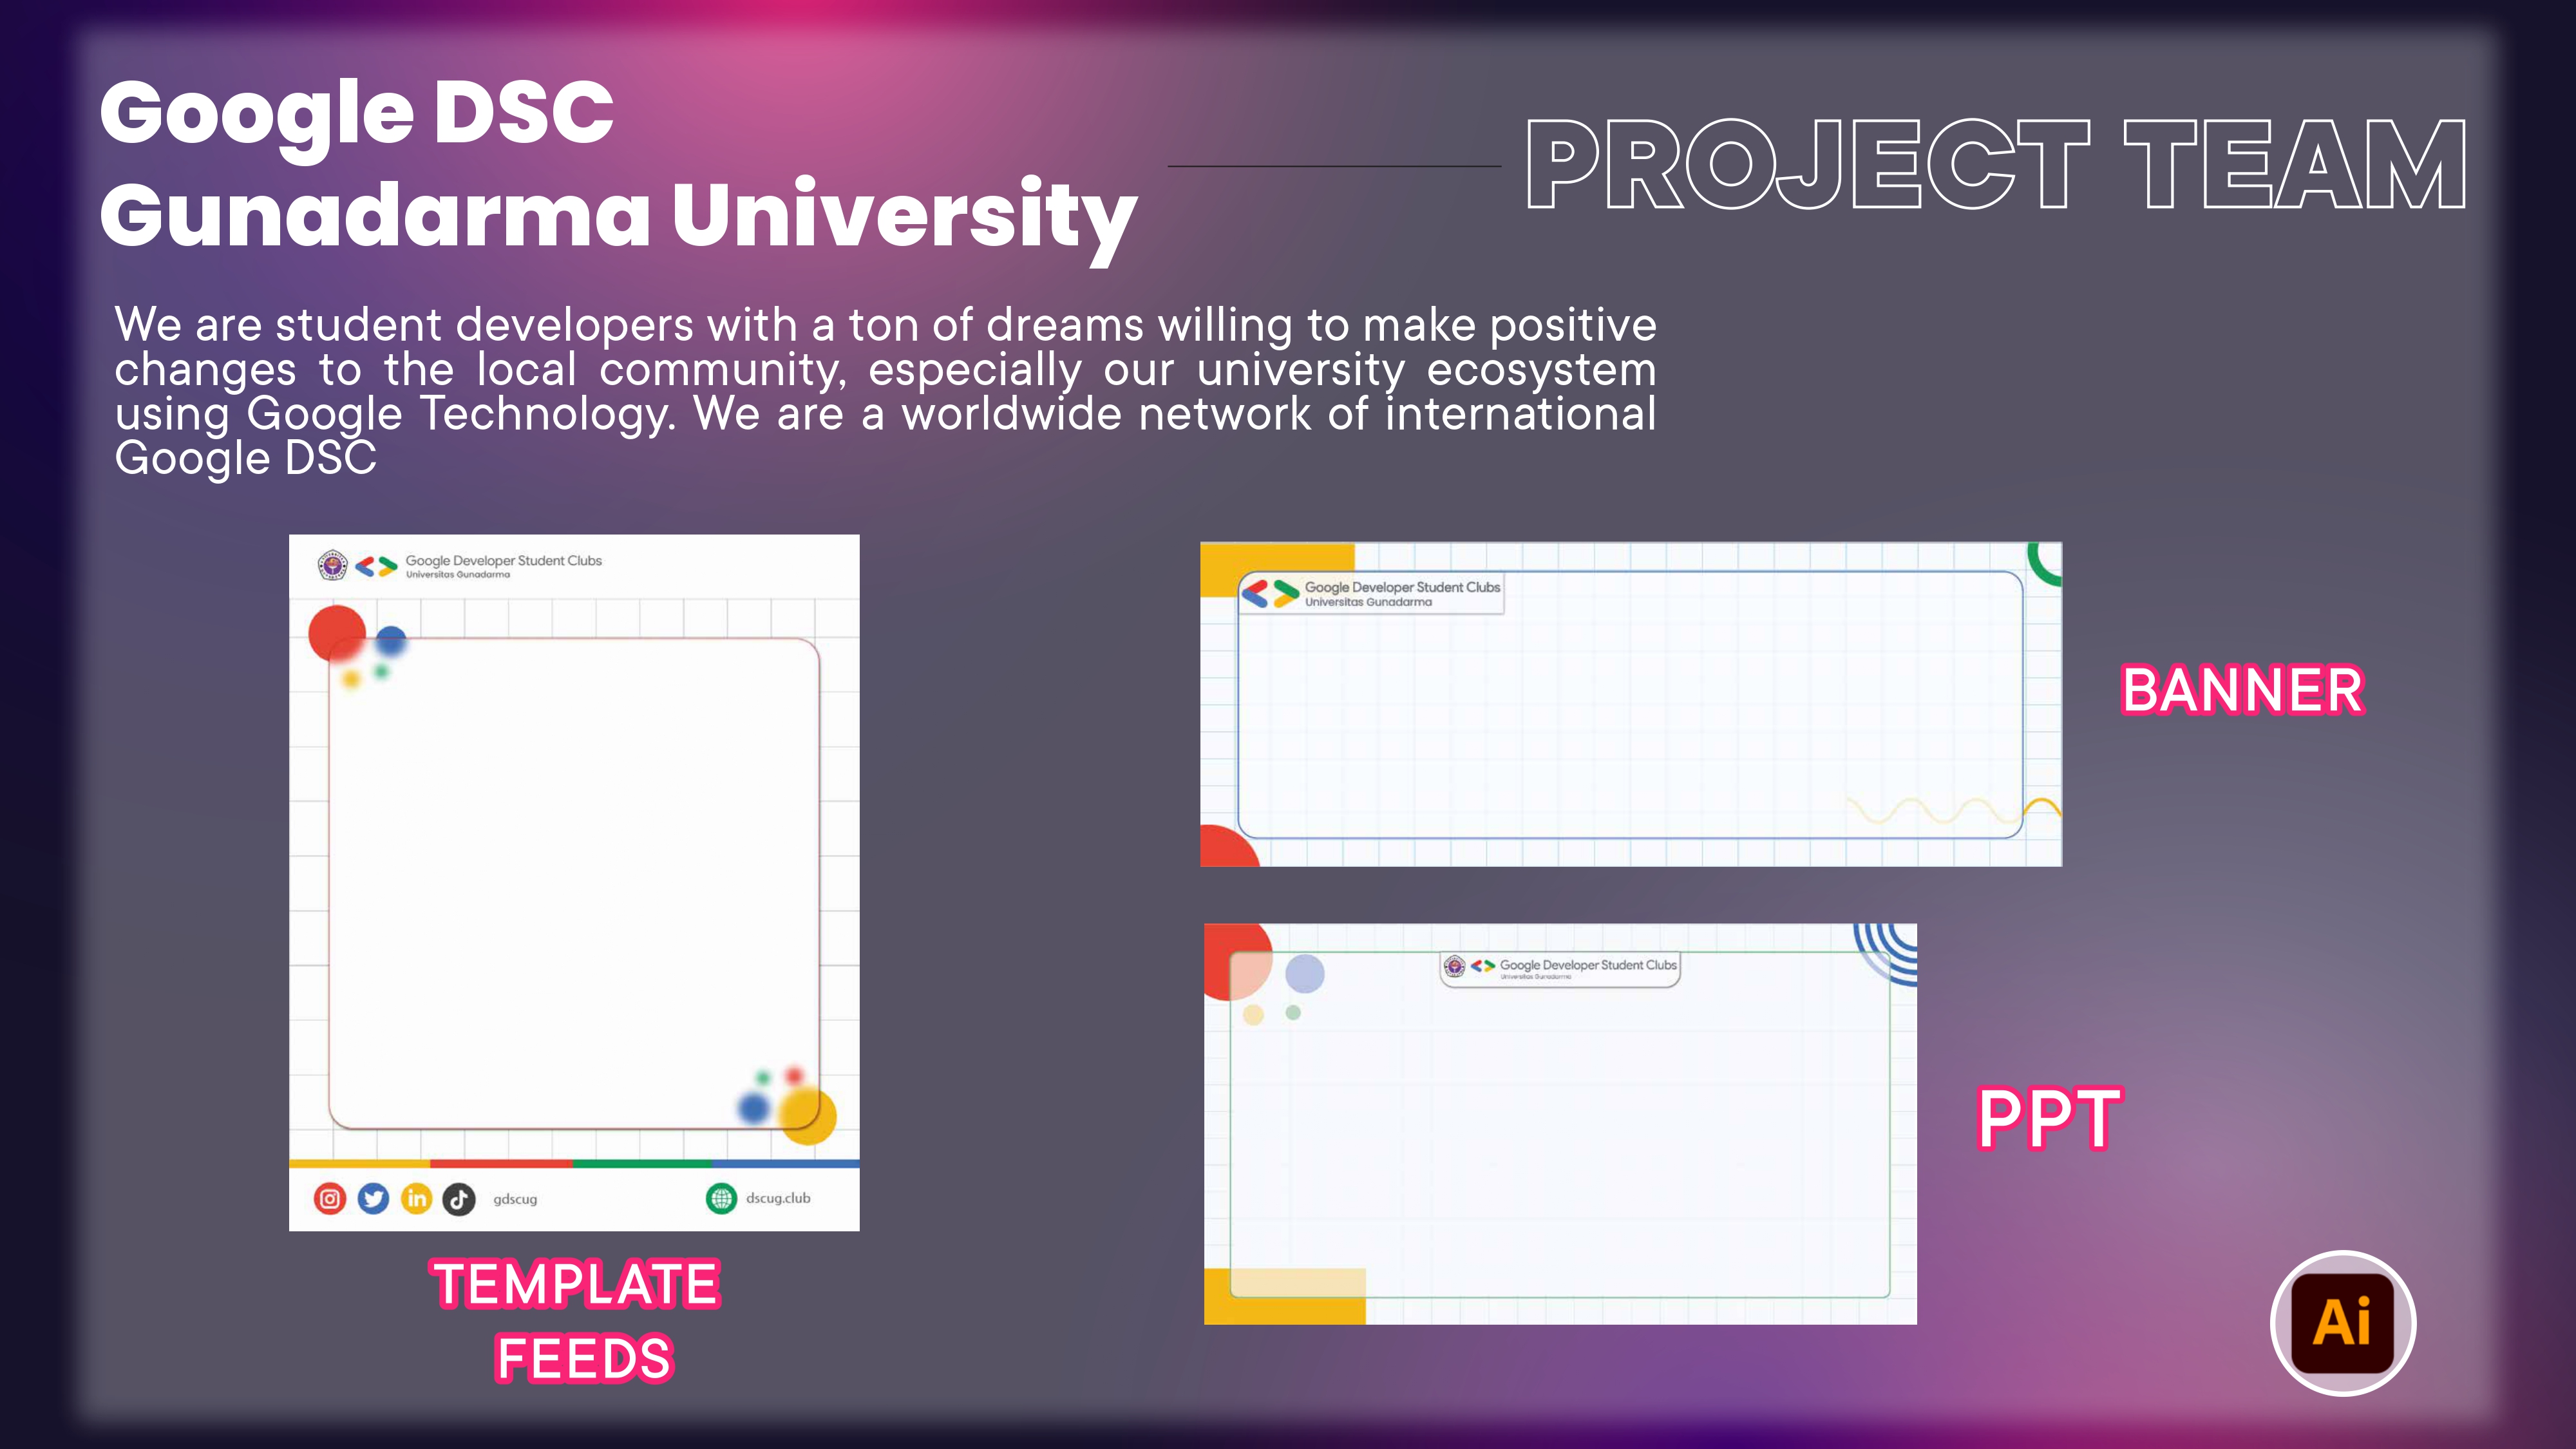 Google DSC
Gunadarma University
PROJECT TEAM
We are student developers with a ton of dreams willing to make positive
changes to the local community, especially our university ecosystem
using Google Technology. We are a worldwide network of international
Google DSC
Google Developer Student Clubs
Universitas Gunadarma
gdscug
dscug.club
TEMPLATE
FEEDS
Google Developer Student Clubs
Universitas Gunadarma
BANNER
Google Developer Student Clubs
Universitas Gunadarma
PPT
in
Ai